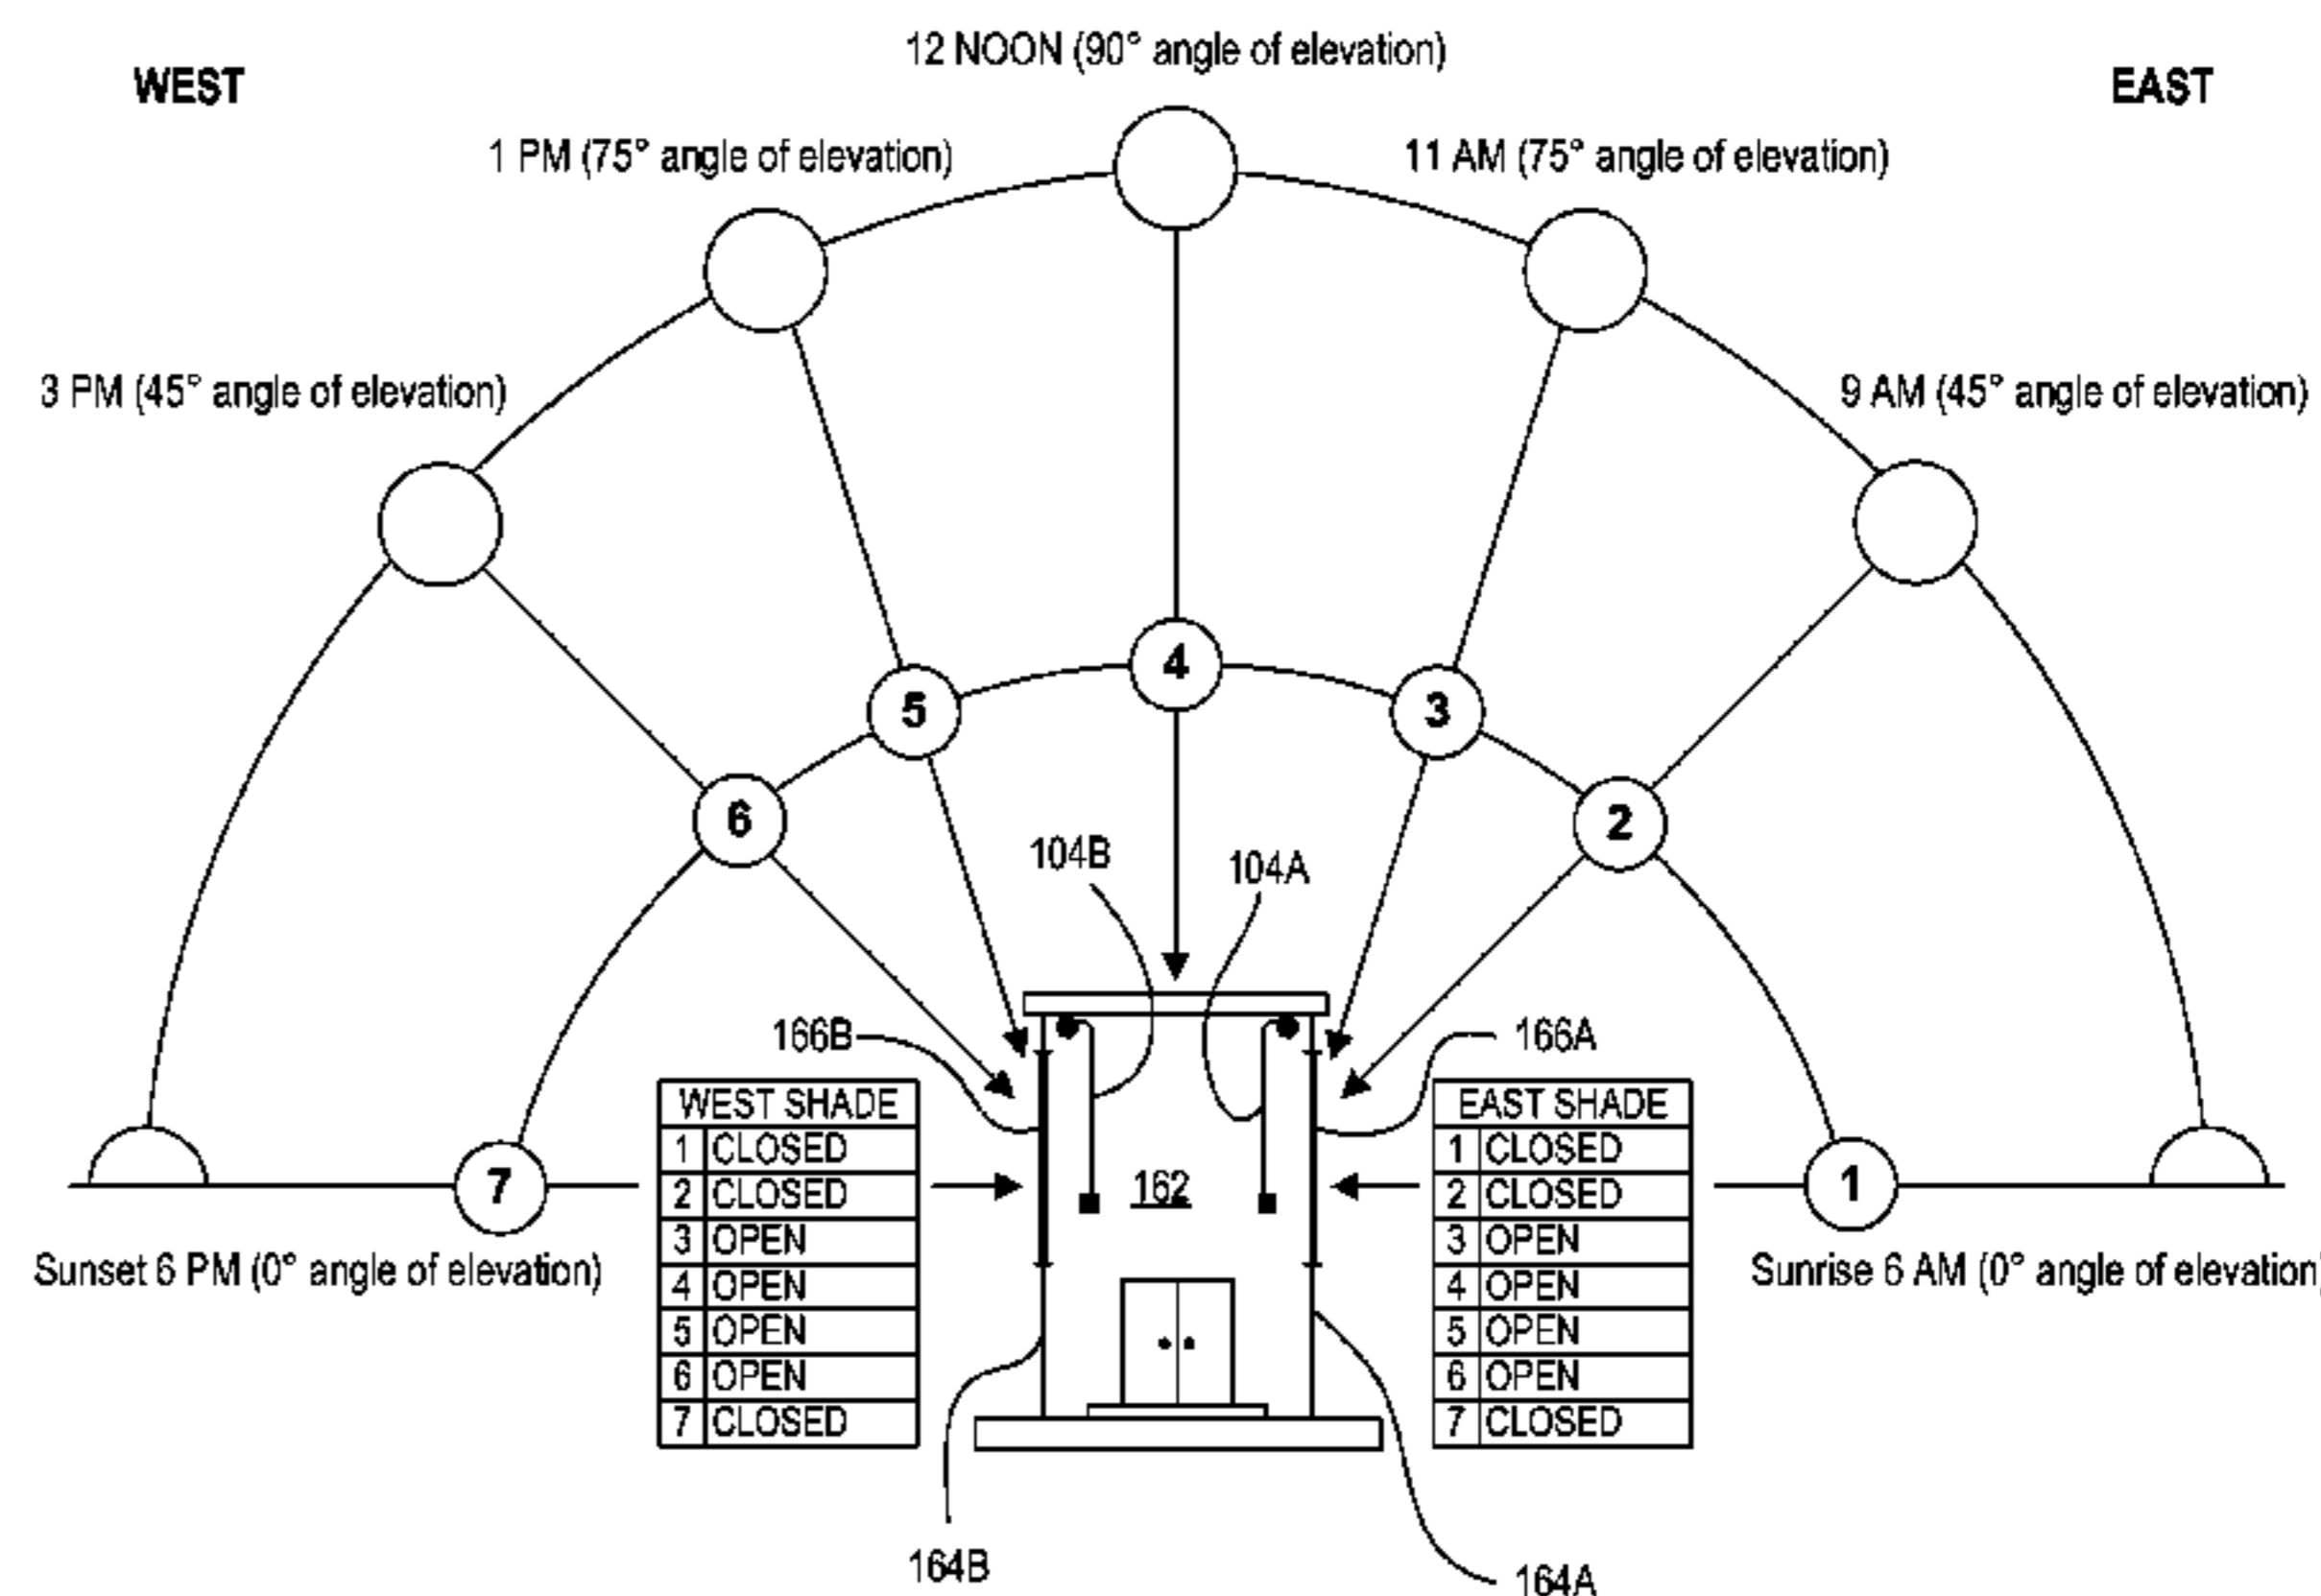 12 NOON (90° angle of elevation)
WEST
EAST
1 PM (75° angle of elevation)
11 AM (75° angle of elevation)
3 PM (45° angle of elevation)
9 AM (45° angle of elevation)
4
5
3
6
2
104B
104A
166B
166A
WEST SHADE
1 CLOSED
2 CLOSED
3 OPEN
4 OPEN
5 OPEN
6 OPEN
7 CLOSED
EAST SHADE
1 CLOSED
2 CLOSED
3 OPEN
4 OPEN
5 OPEN
6 OPEN
7 CLOSED
7
162
1
Sunset 6 PM (0° angle of elevation)
Sunrise 6 AM (0° angle of elevation)
164B
164A